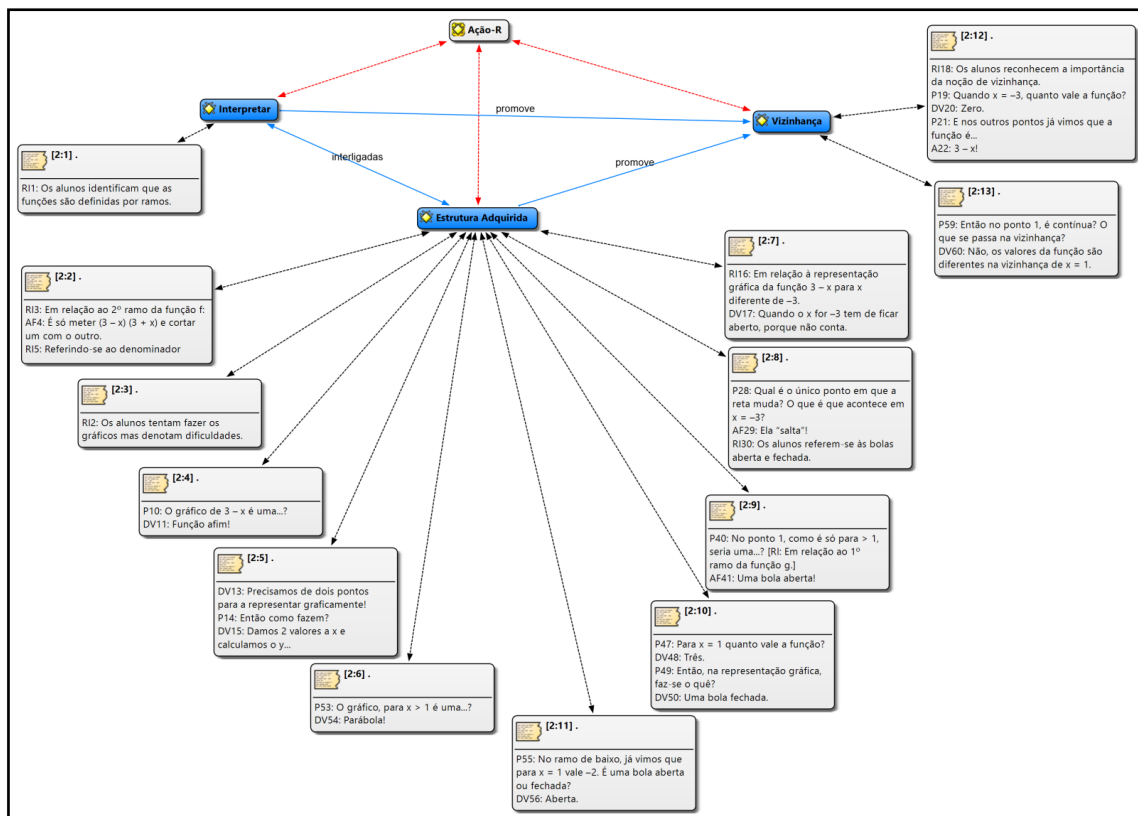 Ação-R
Interpretar
promove
Vizinhança
interligadas
promove
Estrutura Adquirida
[2:12] .
RI18: Os alunos reconhecem a importância
da noção de vizinhança.
P19: Quando x = –3, quanto vale a função?
DV20: Zero.
P21: E nos outros pontos já vimos que a
função é...
A22: 3 – x!
[2:1] .
RI1: Os alunos identificam que as
funções são definidas por ramos.
[2:13] .
P59: Então no ponto 1, é contínua? O
que se passa na vizinhança?
DV60: Não, os valores da função são
diferentes na vizinhança de x = 1.
[2:2] .
RI3: Em relação ao 2º ramo da função f:
AF4: É só meter (3 – x) (3 + x) e cortar
um com o outro.
RI5: Referindo-se ao denominador
[2:7] .
RI16: Em relação à representação
gráfica da função 3 – x para x
diferente de –3.
DV17: Quando o x for –3 tem de ficar
aberto, porque não conta.
[2:3] .
RI2: Os alunos tentam fazer os
gráficos mas denotam dificuldades.
[2:8] .
P28: Qual é o único ponto em que a
reta muda? O que é que acontece em
x = –3?
AF29: Ela “salta”!
RI30: Os alunos referem-se às bolas
aberta e fechada.
[2:4] .
P10: O gráfico de 3 – x é uma...?
DV11: Função afim!
[2:9] .
P40: No ponto 1, como é só para > 1,
seria uma...? [RI: Em relação ao 1º
ramo da função g.]
AF41: Uma bola aberta!
[2:5] .
DV13: Precisamos de dois pontos
para a representar graficamente!
P14: Então como fazem?
DV15: Damos 2 valores a x e
calculamos o y...
[2:10] .
P47: Para x = 1 quanto vale a função?
DV48: Três.
P49: Então, na representação gráfica,
faz-se o quê?
DV50: Uma bola fechada.
[2:6] .
P53: O gráfico, para x > 1 é uma...?
DV54: Parábola!
[2:11] .
P55: No ramo de baixo, já vimos que
para x = 1 vale –2. É uma bola aberta
ou fechada?
DV56: Aberta.